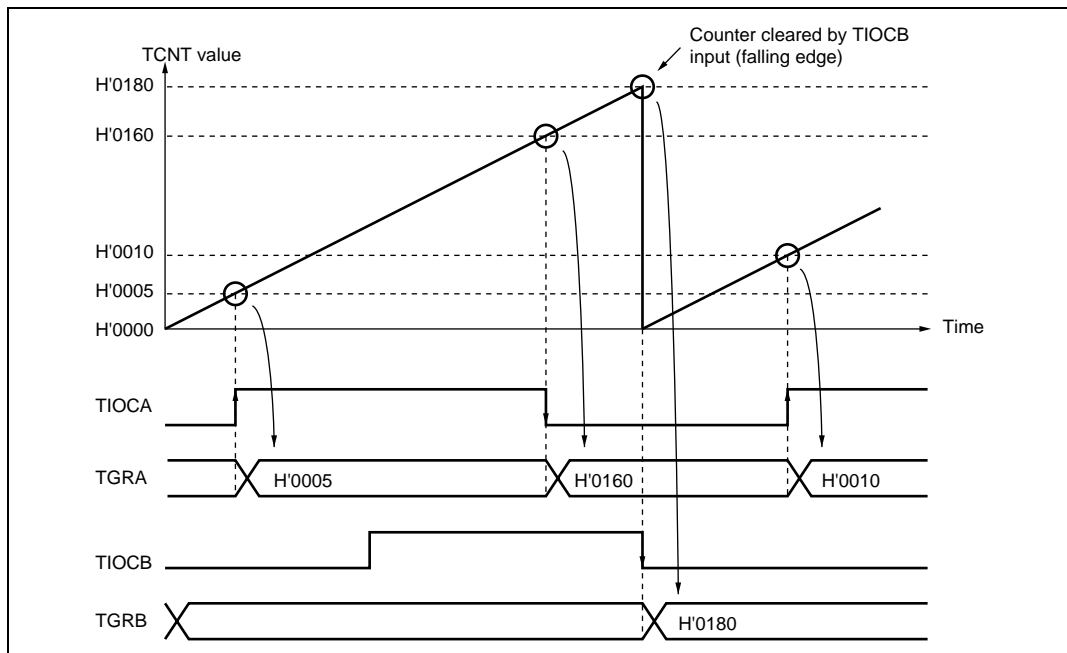 Counter cleared by TIOCB
input (falling edge)
TCNT value
H'0180
H'0160
H'0010
H'0005
H'0000
Time
TIOCA
TGRA
H'0005
H'0160
H'0010
TIOCB
TGRB
H'0180